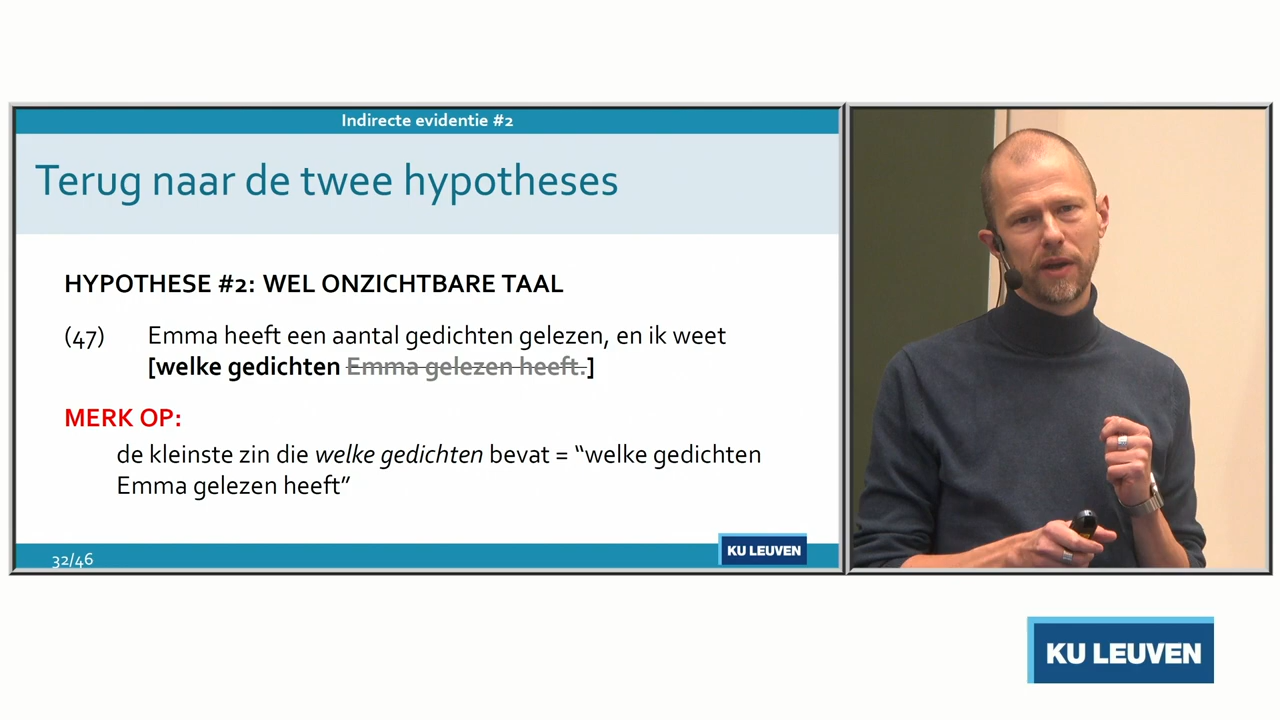 Indirecte evidentie #2
Terug naar de twee hypotheses
HYPOTHESE #2: WEL ONZICHTBARE TAAL
(47) Emma heeft een aantal gedichten gelezen, en ik weet
[welke gedichten Emma gelezen heeft.]
MERK OP:
de kleinste zin die welke gedichten bevat = “welke gedichten
Emma gelezen heeft”
32/46
KU LEUVEN
KU LEUVEN